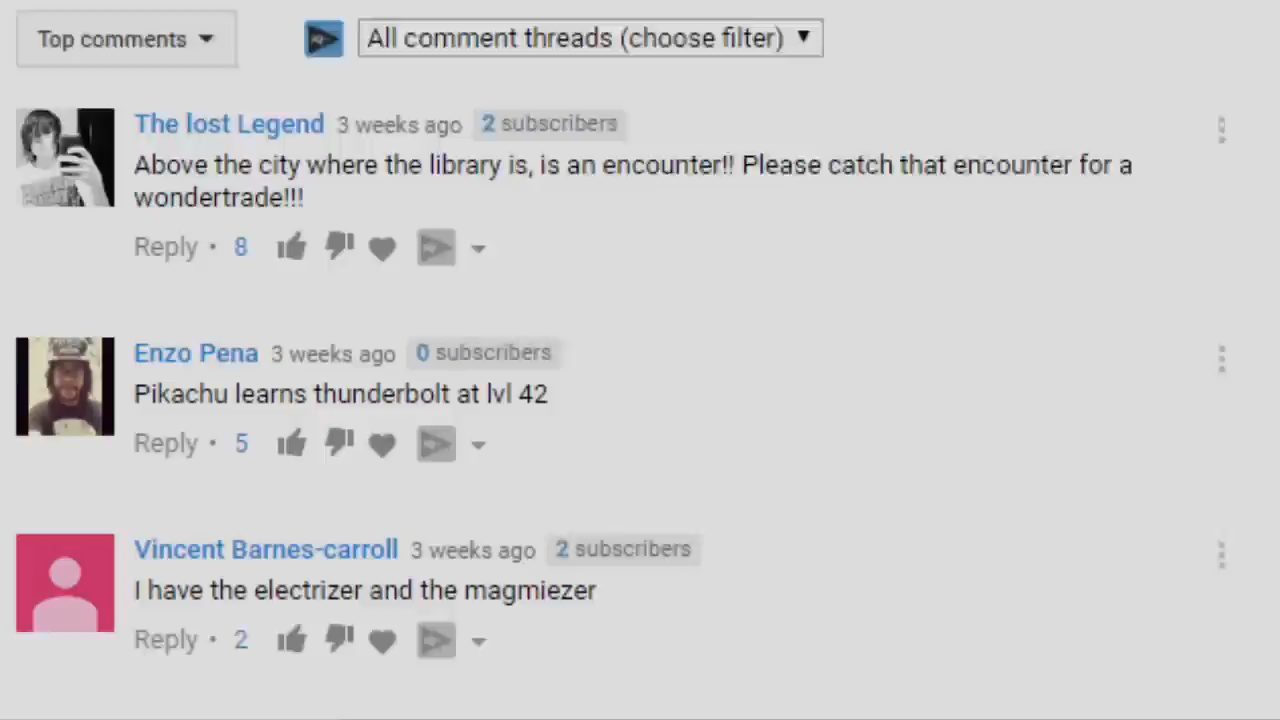 Top comments
All comment threads (choose filter)
The lost Legend 3 weeks ago 2 subscribers
Above the city where the library is, is an encounter!! Please catch that encounter for a
wondertrade!!!
Reply • 8
Enzo Pena 3 weeks ago 0 subscribers
Pikachu learns thunderbolt at lvl 42
Reply • 5
Vincent Barnes-carroll 3 weeks ago 2 subscribers
I have the electrizer and the magmiezer
Reply • 2